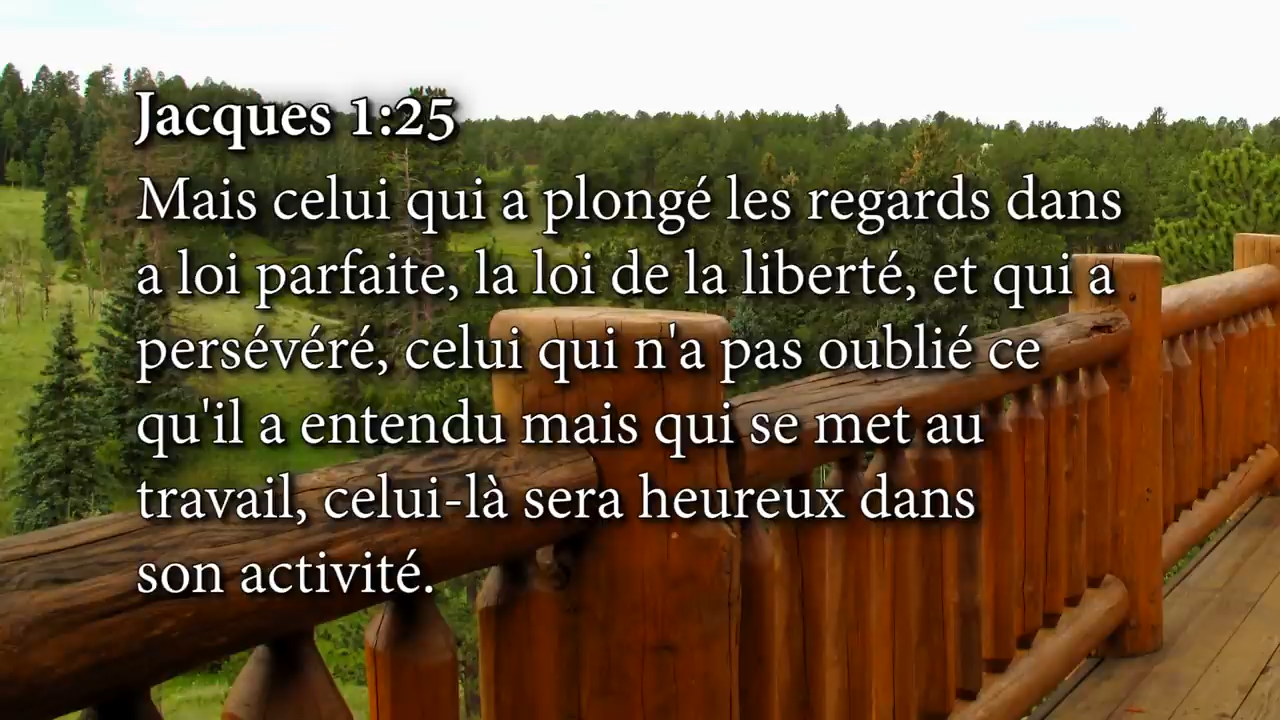 Jacques 1:25
Mais celui qui a plongé les regards dans
a loi parfaite, la loi de la liberté, et qui a
persévéré, celui qui n'a pas oublié ce
qu'il a entendu mais qui se met au
travail, celui-là sera heureux dans
son activité.